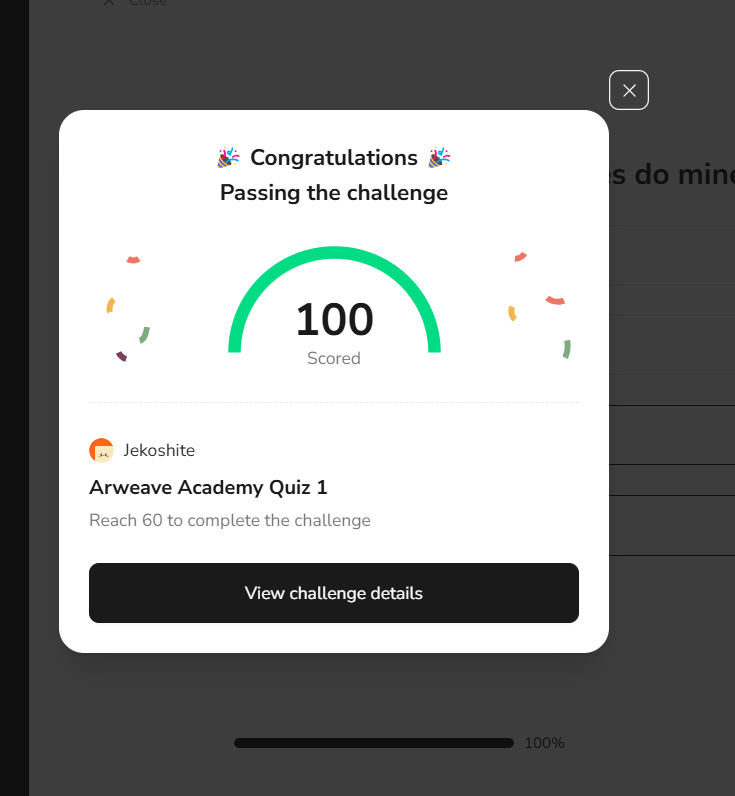 Close
🎉 Congratulations 🎉
Passing the challenge
es do mine
100
Scored
Jekoshite
Arweave Academy Quiz 1
Reach 60 to complete the challenge
View challenge details
100%